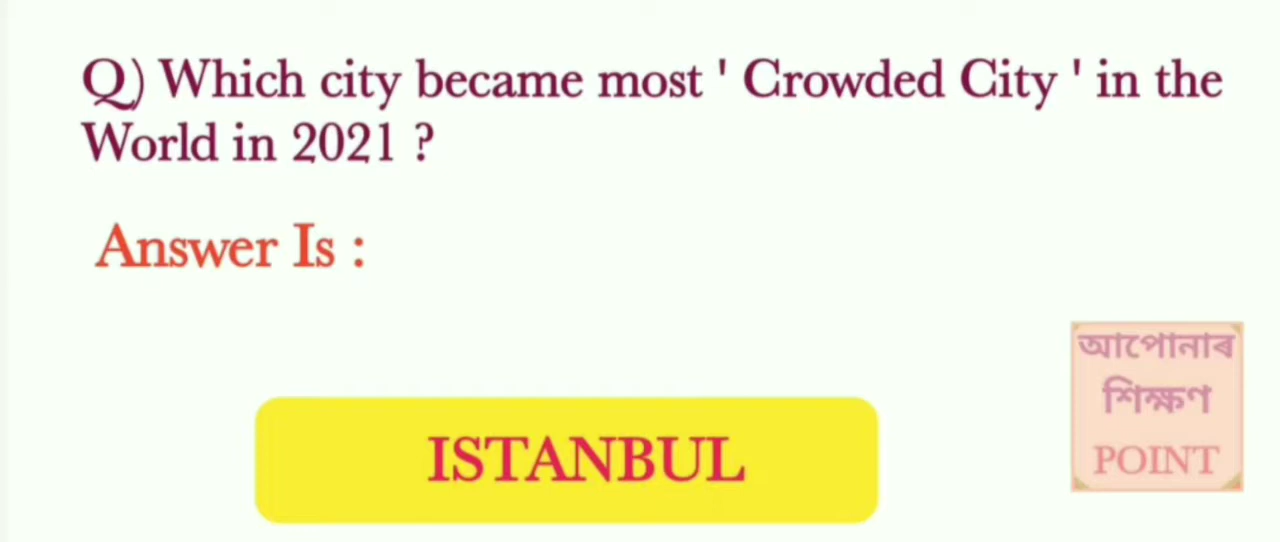 Q) Which city became most ' Crowded City ' in the
World in 2021 ?
Answer Is :
ISTANBUL
আপোনাৰ
শিক্ষণ
POINT